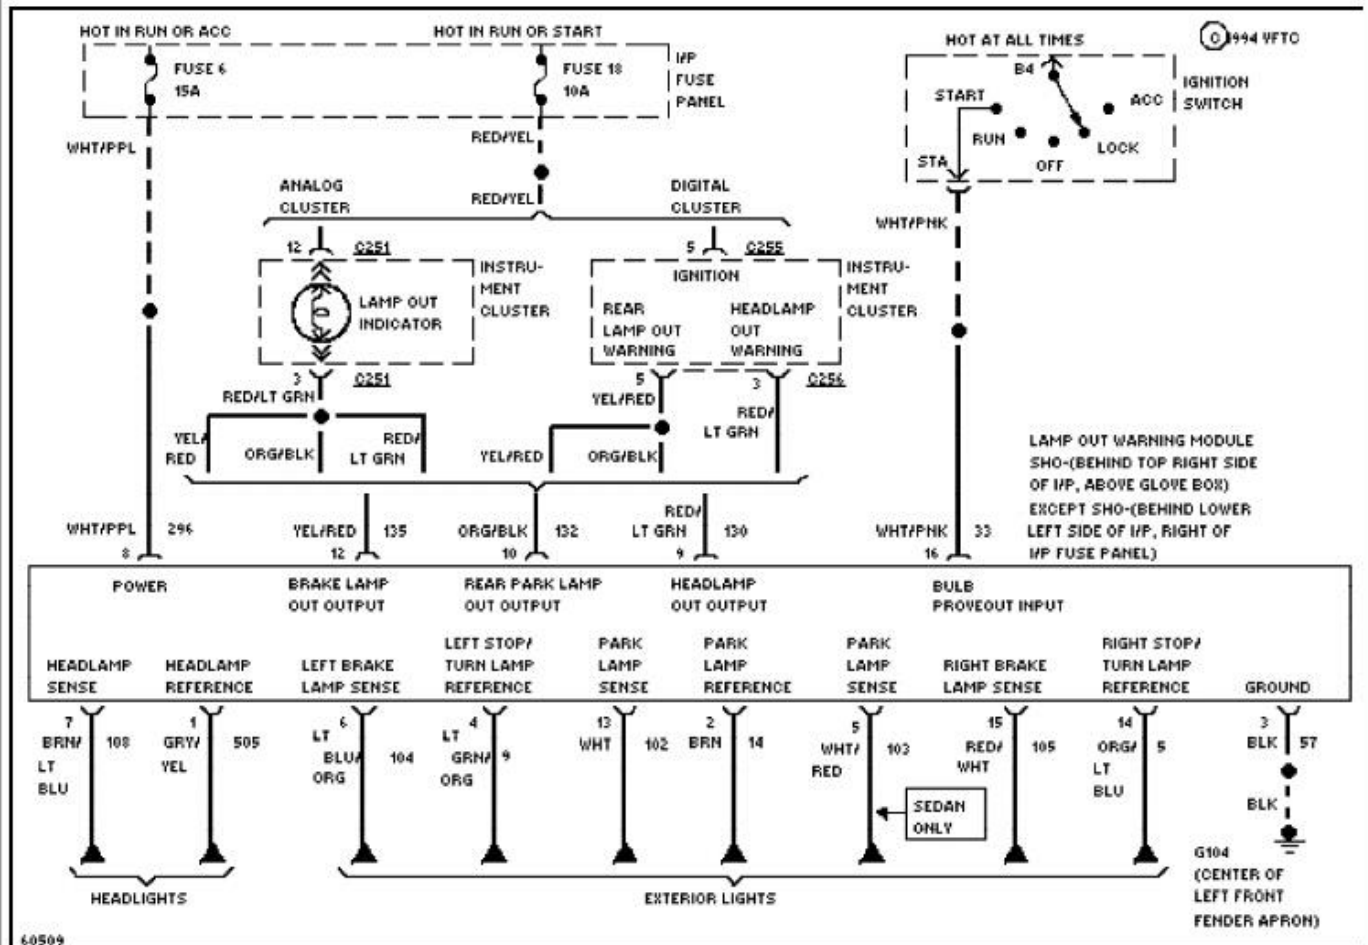 HOT IN RUN OR ACC
HOT IN RUN OR START
HOT AT ALL TIMES
© 1994 VFTC
FUSE 6
15A
FUSE 18
10A
I/P
FUSE
PANEL
B4
START
ACC
RUN
LOCK
OFF
STA
IGNITION
SWITCH
WHT/PPL
RED/YEL
RED/YEL
WHT/PNK
ANALOG
CLUSTER
DIGITAL
CLUSTER
12 C251
5 C255
LAMP OUT
INDICATOR
INSTRU-
MENT
CLUSTER
IGNITION
REAR
LAMP OUT
WARNING
HEADLAMP
OUT
WARNING
INSTRU-
MENT
CLUSTER
3 C251
5
3 C256
RED/LT GRN
YEL/RED
RED/
LT GRN
YEL/
RED
ORG/BLK
RED/
LT GRN
YEL/RED
ORG/BLK
LAMP OUT WARNING MODULE
SHO-(BEHIND TOP RIGHT SIDE
OF I/P, ABOVE GLOVE BOX)
EXCEPT SHO-(BEHIND LOWER
LEFT SIDE OF I/P, RIGHT OF
I/P FUSE PANEL)
WHT/PPL 296
8
YEL/RED 135
12
ORG/BLK 132
10
RED/
LT GRN 130
9
WHT/PNK 33
16
POWER
BRAKE LAMP
OUT OUTPUT
REAR PARK LAMP
OUT OUTPUT
HEADLAMP
OUT OUTPUT
BULB
PROVEOUT INPUT
HEADLAMP
SENSE
HEADLAMP
REFERENCE
LEFT BRAKE
LAMP SENSE
LEFT STOP/
TURN LAMP
REFERENCE
PARK
LAMP
SENSE
PARK
LAMP
REFERENCE
PARK
LAMP
SENSE
RIGHT BRAKE
LAMP SENSE
RIGHT STOP/
TURN LAMP
REFERENCE
GROUND
7
BRN/ 108
LT
BLU
1
GRY/ 505
YEL
6
LT
BLU/ 104
ORG
4
LT
GRN/ 9
ORG
13
WHT 102
2
BRN 14
5
WHT/ 103
RED
15
RED/ 105
WHT
14
ORG/ 5
LT
BLU
3
BLK 57
BLK
SEDAN
ONLY
HEADLIGHTS
EXTERIOR LIGHTS
G104
(CENTER OF
LEFT FRONT
FENDER APRON)
60509